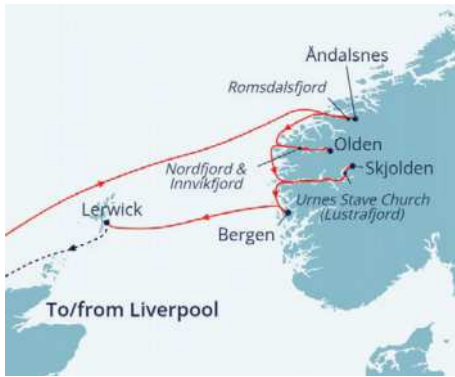 Åndalsnes
Romsdalsfjord
Olden
Nordfjord &
Innvikfjord
Skjolden
Urnes Stave Church
(Lustrafjord)
Lerwick
Bergen
To/from Liverpool